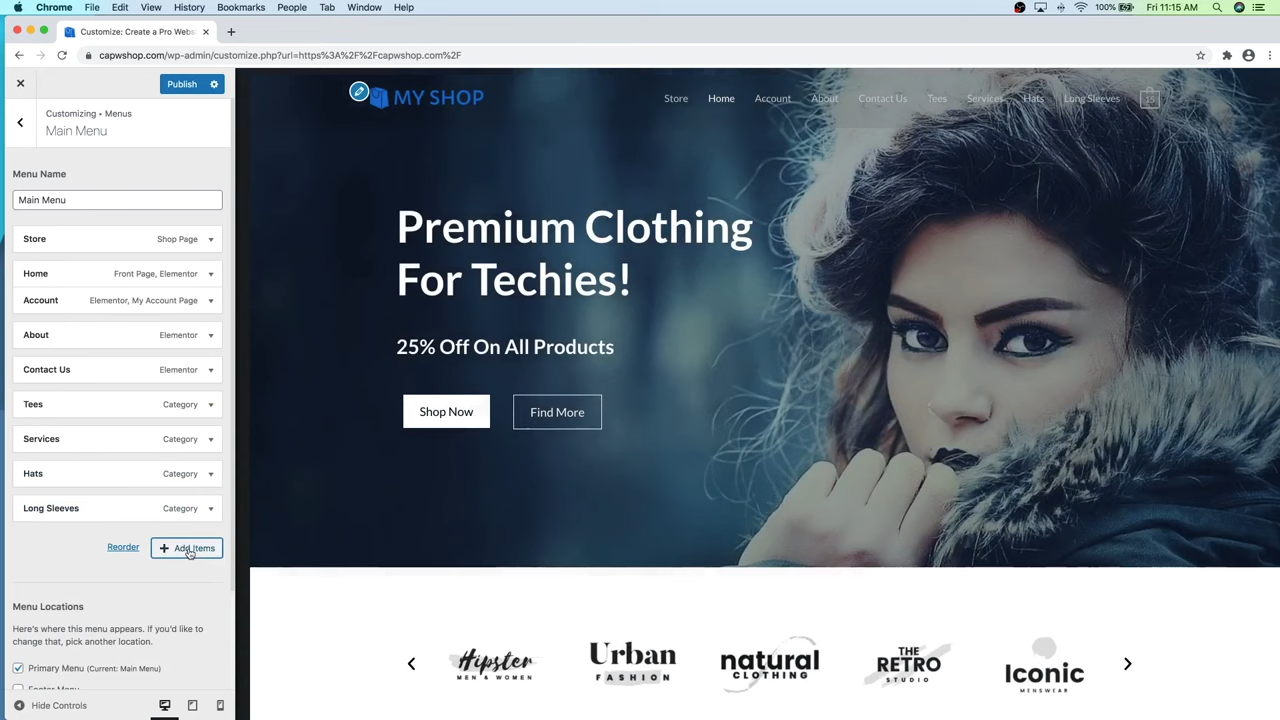 Chrome File Edit View History Bookmarks People Tab Window Help 100% Fri 11:15 AM
Customize: Create a Pro Webs
capwshop.com/wp-admin/customize.php?url=https%3A%2F%2Fcapwshop.com%2F
Publish
Customizing • Menus
Main Menu
Menu Name
Main Menu
Store Shop Page
Home Front Page, Elementor
Account Elementor, My Account Page
About Elementor
Contact Us Elementor
Tees Category
Services Category
Hats Category
Long Sleeves Category
Reorder + Add Items
Menu Locations
Here's where this menu appears. If you'd like to
change that, pick another location.
Primary Menu (Current: Main Menu)
Footer Menu
Hide Controls
MY SHOP
Store Home Account About Contact Us Tees Services Hats Long Sleeves 15
Premium Clothing
For Techies!
25% Off On All Products
Shop Now Find More
Hipster
MEN & WOMEN
Urban
FASHION
natural
CLOTHING
THE
RETRO
STUDIO
Iconic
MENSWEAR